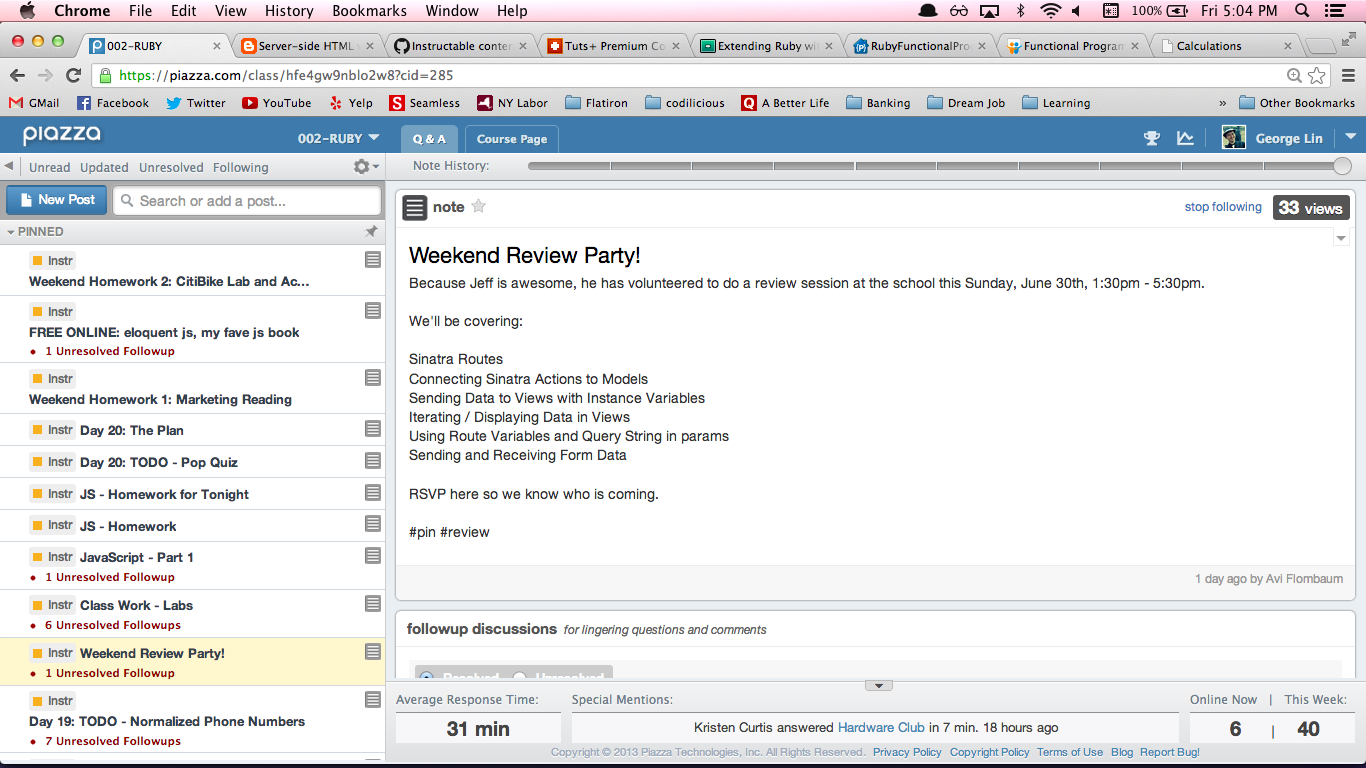 Chrome File Edit View History Bookmarks Window Help 100% Fri 5:04 PM
002-RUBY Server-side HTML Instructable conten Tuts+ Premium Co Extending Ruby wi RubyFunctionalPro Functional Program Calculations
https://piazza.com/class/hfe4gw9nblo2w8?cid=285
GMail Facebook Twitter YouTube Yelp Seamless NY Labor Flatiron codilicious A Better Life Banking Dream Job Learning » Other Bookmarks
piazza 002-RUBY Q & A Course Page George Lin
Unread Updated Unresolved Following
Note History:
New Post Search or add a post...
PINNED
Instr
Weekend Homework 2: CitiBike Lab and Ac...
Instr
FREE ONLINE: eloquent js, my fave js book
• 1 Unresolved Followup
Instr
Weekend Homework 1: Marketing Reading
Instr Day 20: The Plan
Instr Day 20: TODO - Pop Quiz
Instr JS - Homework for Tonight
Instr JS - Homework
Instr JavaScript - Part 1
• 1 Unresolved Followup
Instr Class Work - Labs
• 6 Unresolved Followups
Instr Weekend Review Party!
• 1 Unresolved Followup
Instr
Day 19: TODO - Normalized Phone Numbers
• 7 Unresolved Followups
note stop following 33 views
Weekend Review Party!
Because Jeff is awesome, he has volunteered to do a review session at the school this Sunday, June 30th, 1:30pm - 5:30pm.
We'll be covering:
Sinatra Routes
Connecting Sinatra Actions to Models
Sending Data to Views with Instance Variables
Iterating / Displaying Data in Views
Using Route Variables and Query String in params
Sending and Receiving Form Data
RSVP here so we know who is coming.
#pin #review
1 day ago by Avi Flombaum
followup discussions for lingering questions and comments
Resolved Unresolved
Average Response Time: Special Mentions: Online Now | This Week:
31 min Kristen Curtis answered Hardware Club in 7 min. 18 hours ago 6 | 40
Copyright © 2013 Piazza Technologies, Inc. All Rights Reserved. Privacy Policy Copyright Policy Terms of Use Blog Report Bug!